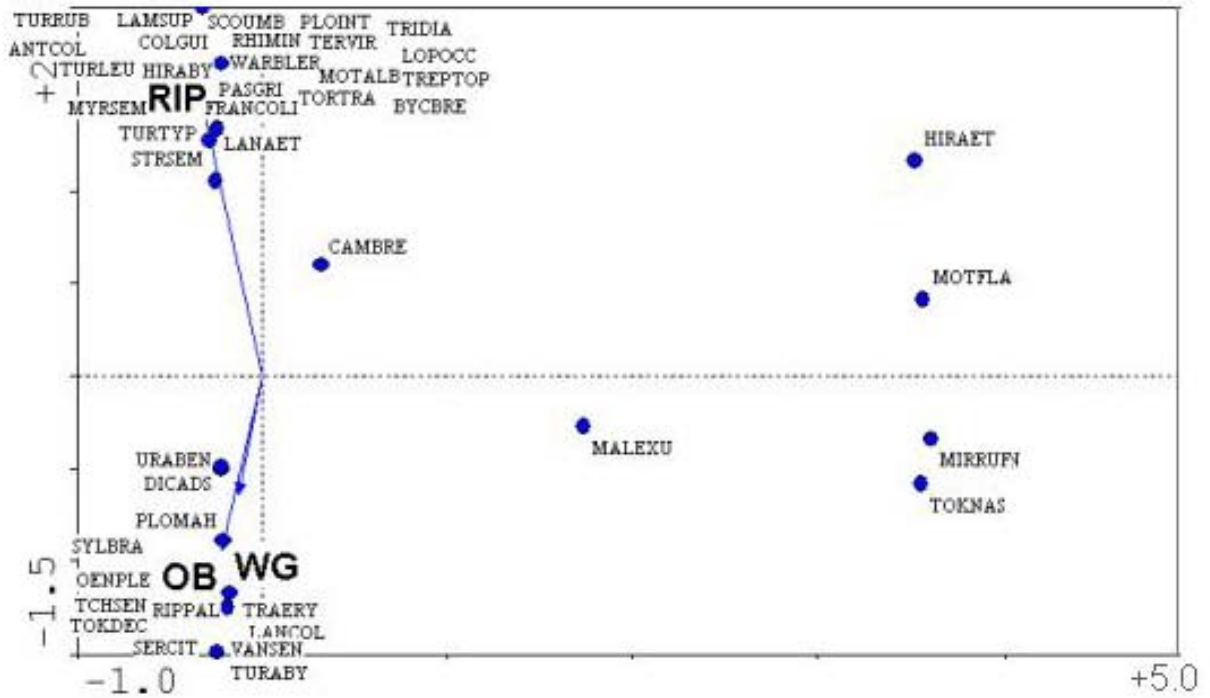 TURRUB LAMSUP SCOUMB PLOINT TRIDIA
ANTCOL COLGUI RHIMIN TERVIR LOPOCC
+2 TURLEU HIRABY WARBLER MOTALB TREPTOP
MYRSEM RIP PASGRI FRANCOLI TORTRA BYCBRE
TURTYP LANAET
STRSEM
HIRAET
CAMBRE
MOTFLA
MALEXU
MIRRUFN
TOKNAS
URABEN
DICADS
PLOMAH
SYLBRA
OENPLE OB WG
TCHSEN RIPPAL TRAERY
TOKDEC LANCOL
-1.5
SERCIT VANSEN
TURABY
-1.0 +5.0